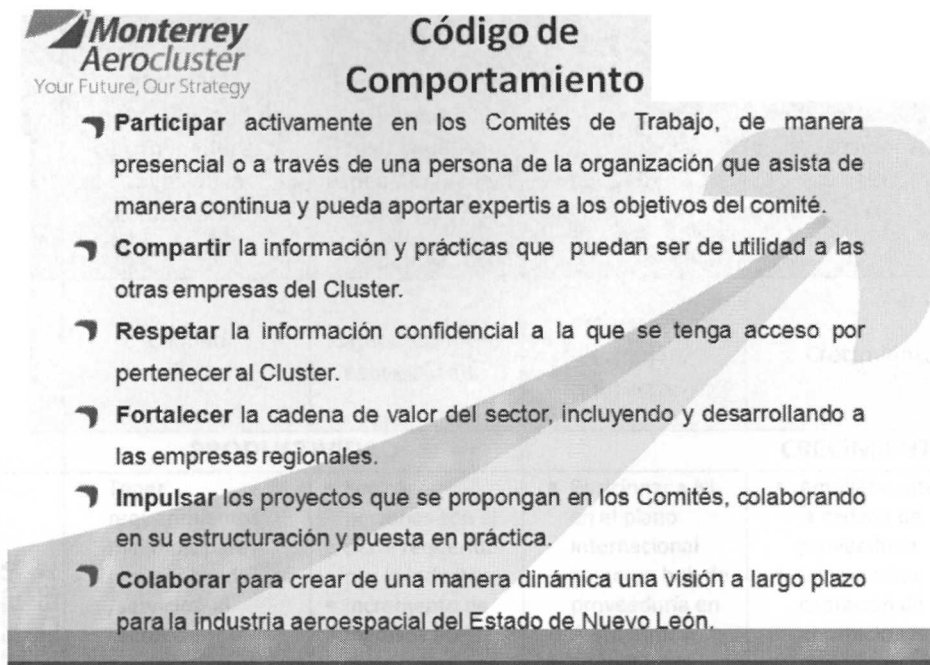 Monterrey
Aerocluster
Your Future, Our Strategy
Código de
Comportamiento
Participar activamente en los Comités de Trabajo, de manera
presencial o a través de una persona de la organización que asista de
manera continua y pueda aportar expertis a los objetivos del comité.
Compartir la información y prácticas que puedan ser de utilidad a las
otras empresas del Cluster.
Respetar la información confidencial a la que se tenga acceso por
pertenecer al Cluster.
Fortalecer la cadena de valor del sector, incluyendo y desarrollando a
las empresas regionales.
Impulsar los proyectos que se propongan en los Comités, colaborando
en su estructuración y puesta en práctica.
Colaborar para crear de una manera dinámica una visión a largo plazo
para la industria aeroespacial del Estado de Nuevo León.